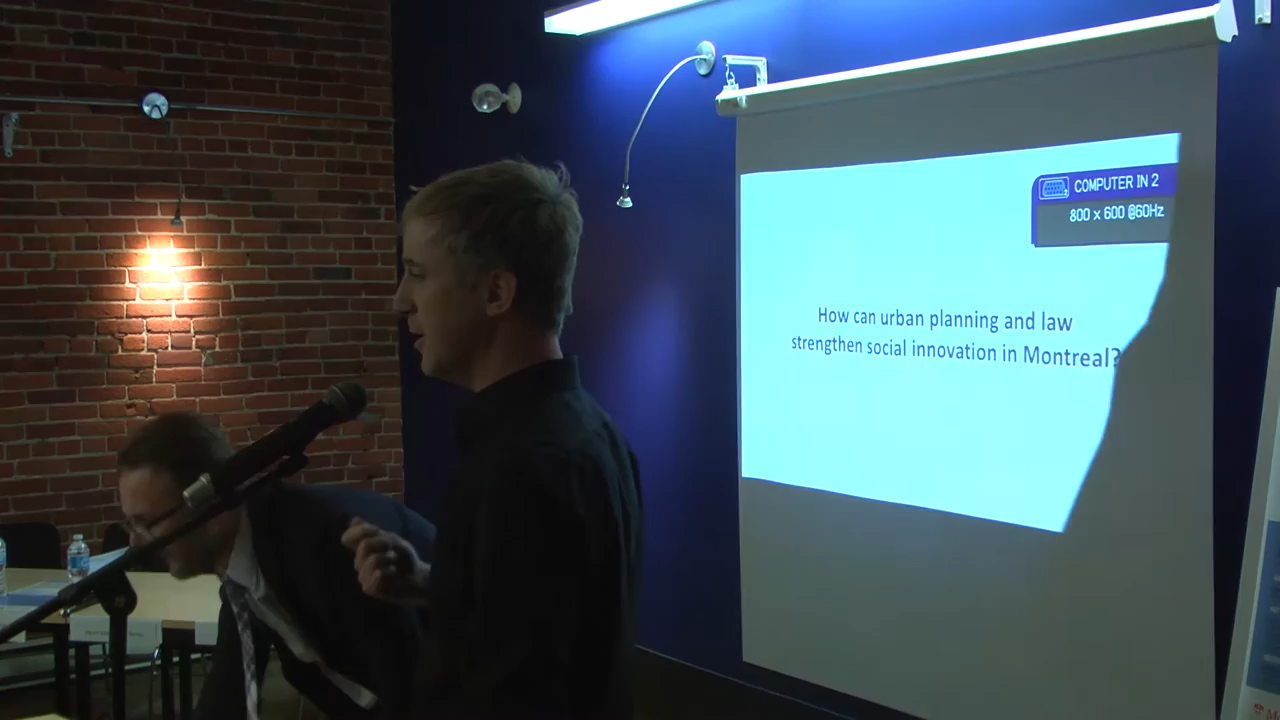 COMPUTER IN 2
800 x 600 @60Hz
How can urban planning and law
strengthen social innovation in Montreal?